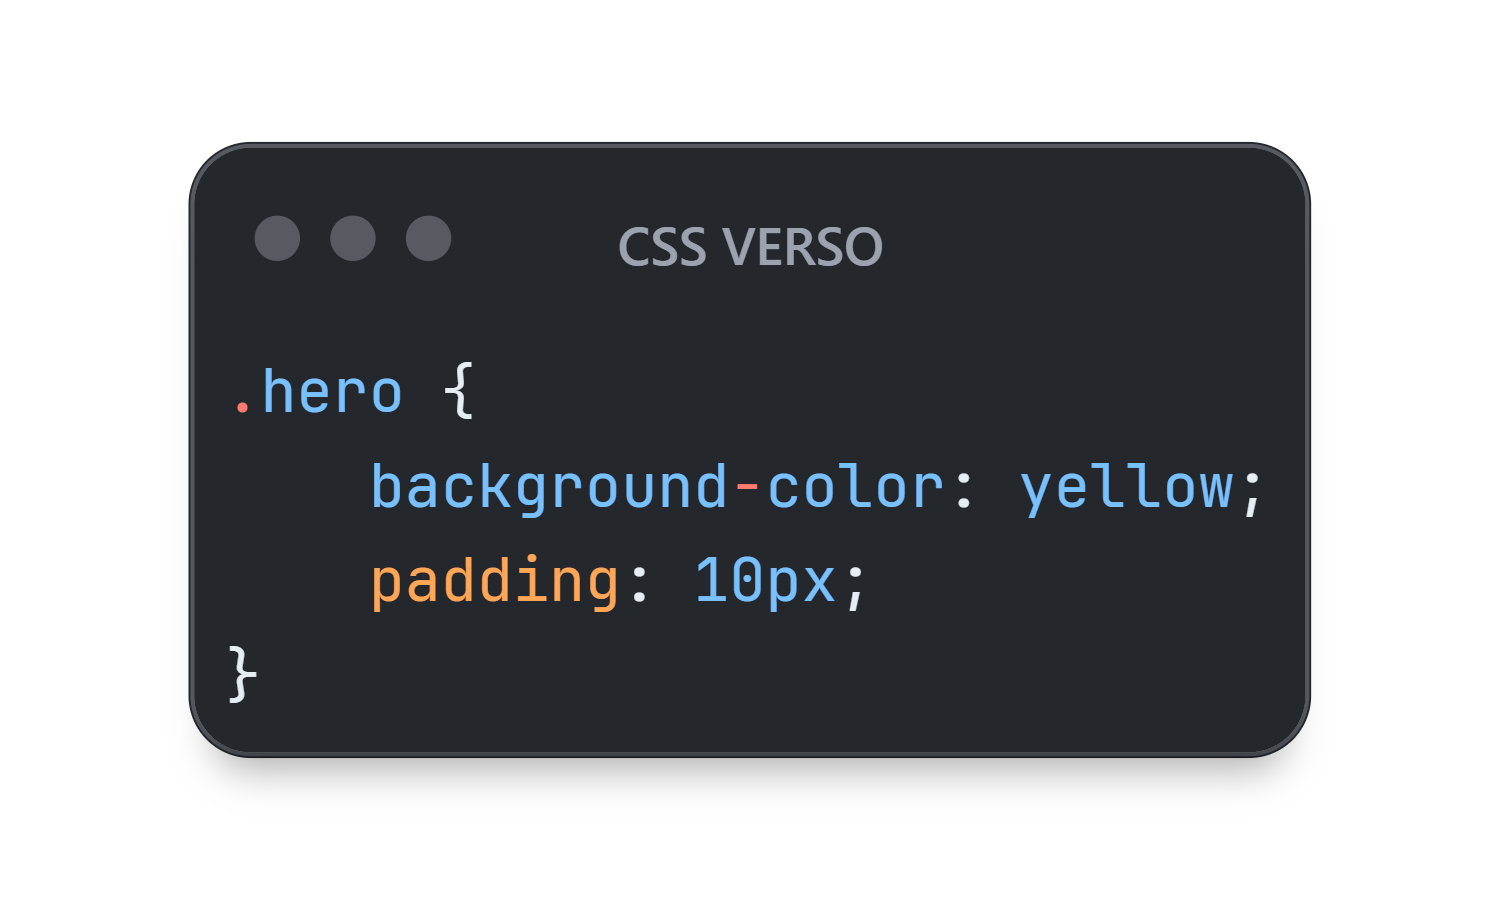 CSS VERSO
.hero {
    background-color: yellow;
    padding: 10px;
}